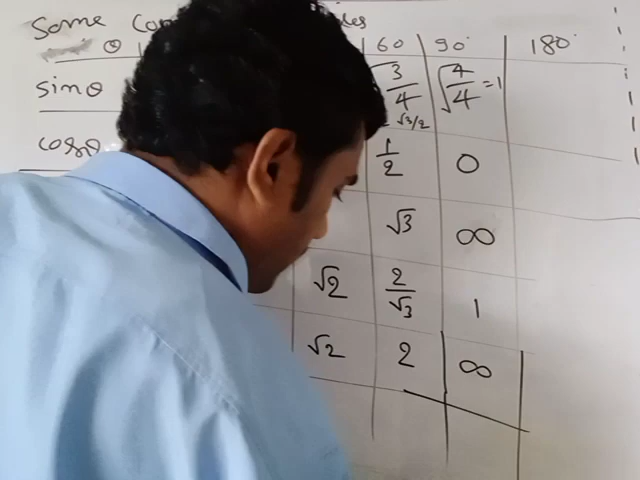 Some
θ 60 90° 180°
sinθ √3/4 √4/4 = 1
√3/2
cosθ 1/2 0
√3 ∞
√2 2/√3 1
√2 2 ∞